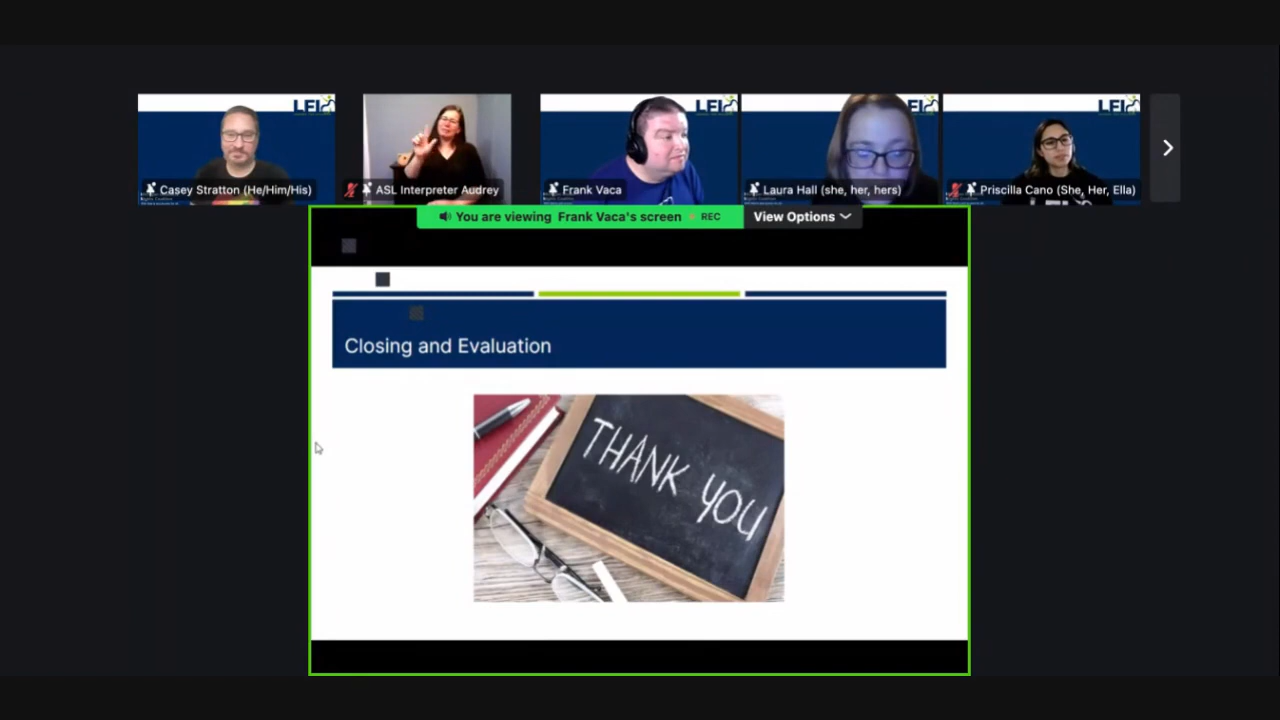 LEI
LEI
EI
LEI
Casey Stratton (He/Him/His)
ASL Interpreter Audrey
Frank Vaca
Laura Hall (she, her, hers)
Priscilla Cano (She, Her, Ella)
You are viewing Frank Vaca's screen
REC
View Options
Closing and Evaluation
THANK YOU